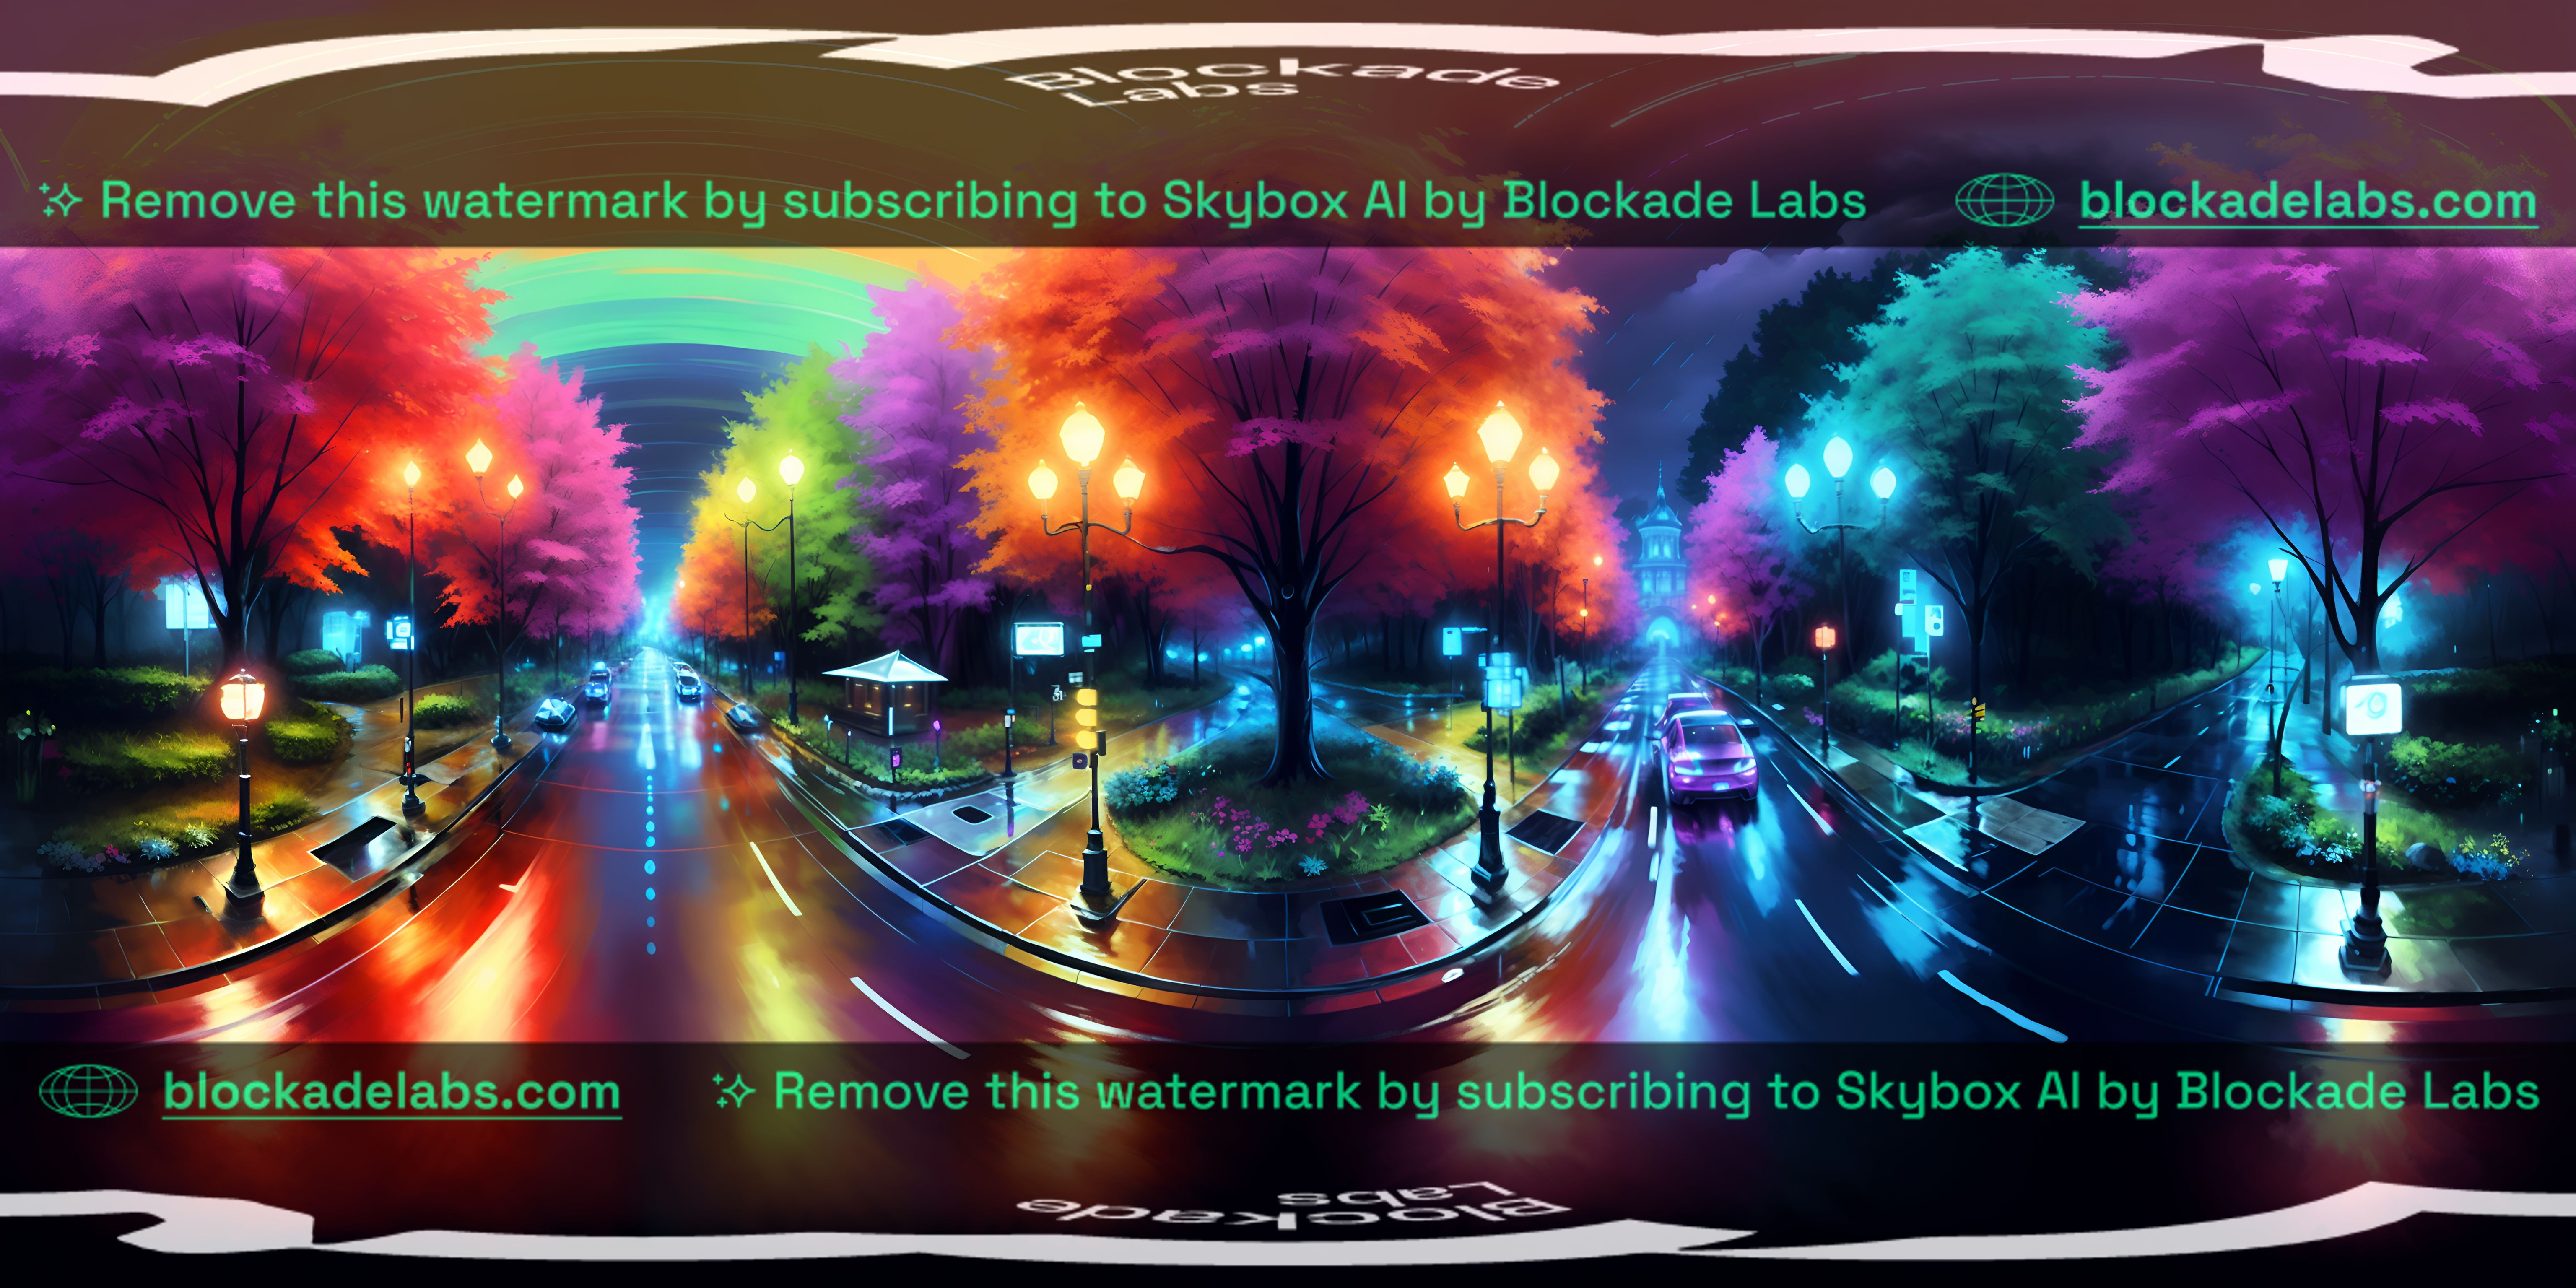 Blockade
Labs
Remove this watermark by subscribing to Skybox AI by Blockade Labs
blockadelabs.com
blockadelabs.com
Remove this watermark by subscribing to Skybox AI by Blockade Labs
Blockade
Labs